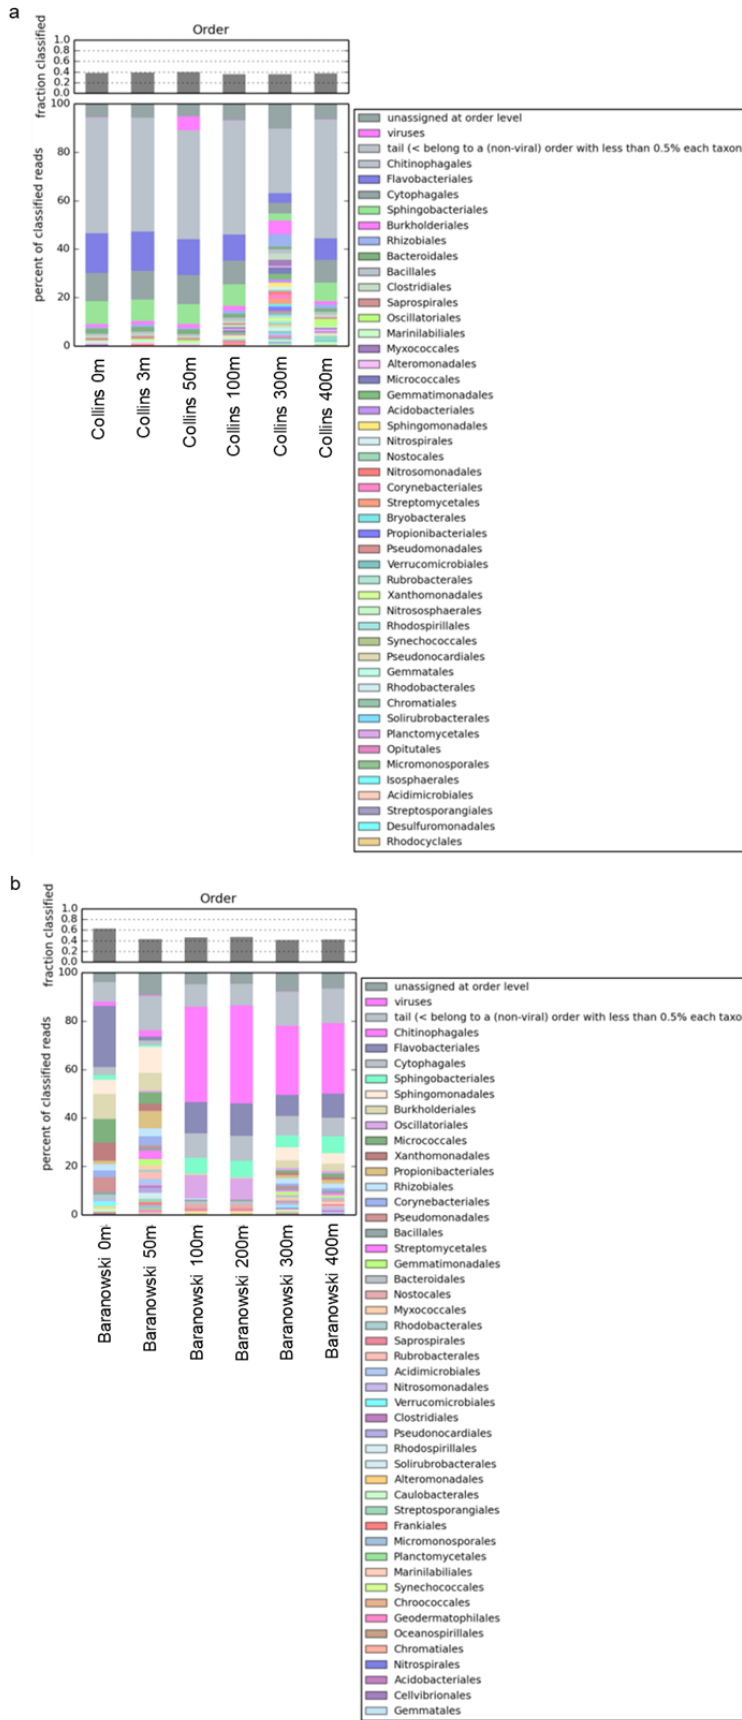 a
Order
fraction classified
1.0
0.8
0.6
0.4
0.2
0.0
percent of classified reads
100
80
60
40
20
0
Collins 0m
Collins 3m
Collins 50m
Collins 100m
Collins 300m
Collins 400m
unassigned at order level
viruses
tail (< belong to a (non-viral) order with less than 0.5% each taxon
Chitinophagales
Flavobacteriales
Cytophagales
Sphingobacteriales
Burkholderiales
Rhizobiales
Bacteroidales
Bacillales
Clostridiales
Saprospirales
Oscillatoriales
Marinilabiliales
Myxococcales
Alteromonadales
Micrococcales
Gemmatimonadales
Acidobacteriales
Sphingomonadales
Nitrospirales
Nostocales
Nitrosomonadales
Corynebacteriales
Streptomycetales
Bryobacterales
Propionibacteriales
Pseudomonadales
Verrucomicrobiales
Rubrobacterales
Xanthomonadales
Nitrososphaerales
Rhodospirillales
Synechococcales
Pseudonocardiales
Gemmatales
Rhodobacterales
Chromatiales
Solirubrobacterales
Planctomycetales
Opitutales
Micromonosporales
Isosphaerales
Acidimicrobiales
Streptosporangiales
Desulfuromonadales
Rhodocyclales
b
Order
fraction classified
1.0
0.8
0.6
0.4
0.2
0.0
percent of classified reads
100
80
60
40
20
0
Baranowski 0m
Baranowski 50m
Baranowski 100m
Baranowski 200m
Baranowski 300m
Baranowski 400m
unassigned at order level
viruses
tail (< belong to a (non-viral) order with less than 0.5% each taxo
Chitinophagales
Flavobacteriales
Cytophagales
Sphingobacteriales
Sphingomonadales
Burkholderiales
Oscillatoriales
Micrococcales
Xanthomonadales
Propionibacteriales
Rhizobiales
Corynebacteriales
Pseudomonadales
Bacillales
Streptomycetales
Gemmatimonadales
Bacteroidales
Nostocales
Myxococcales
Rhodobacterales
Saprospirales
Rubrobacterales
Acidimicrobiales
Nitrosomonadales
Verrucomicrobiales
Clostridiales
Pseudonocardiales
Rhodospirillales
Solirubrobacterales
Alteromonadales
Caulobacterales
Streptosporangiales
Frankiales
Micromonosporales
Planctomycetales
Marinilabiliales
Synechococcales
Chroococcales
Geodermatophilales
Oceanospirillales
Chromatiales
Nitrospirales
Acidobacteriales
Cellvibrionales
Gemmatales